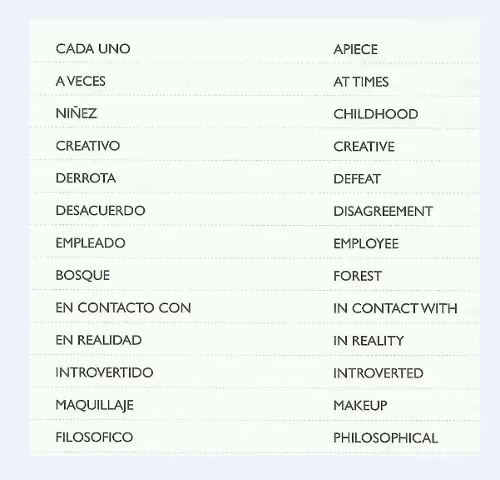 CADA UNO APIECE
A VECES AT TIMES
NIÑEZ CHILDHOOD
CREATIVO CREATIVE
DERROTA DEFEAT
DESACUERDO DISAGREEMENT
EMPLEADO EMPLOYEE
BOSQUE FOREST
EN CONTACTO CON IN CONTACT WITH
EN REALIDAD IN REALITY
INTROVERTIDO INTROVERTED
MAQUILLAJE MAKEUP
FILOSOFICO PHILOSOPHICAL